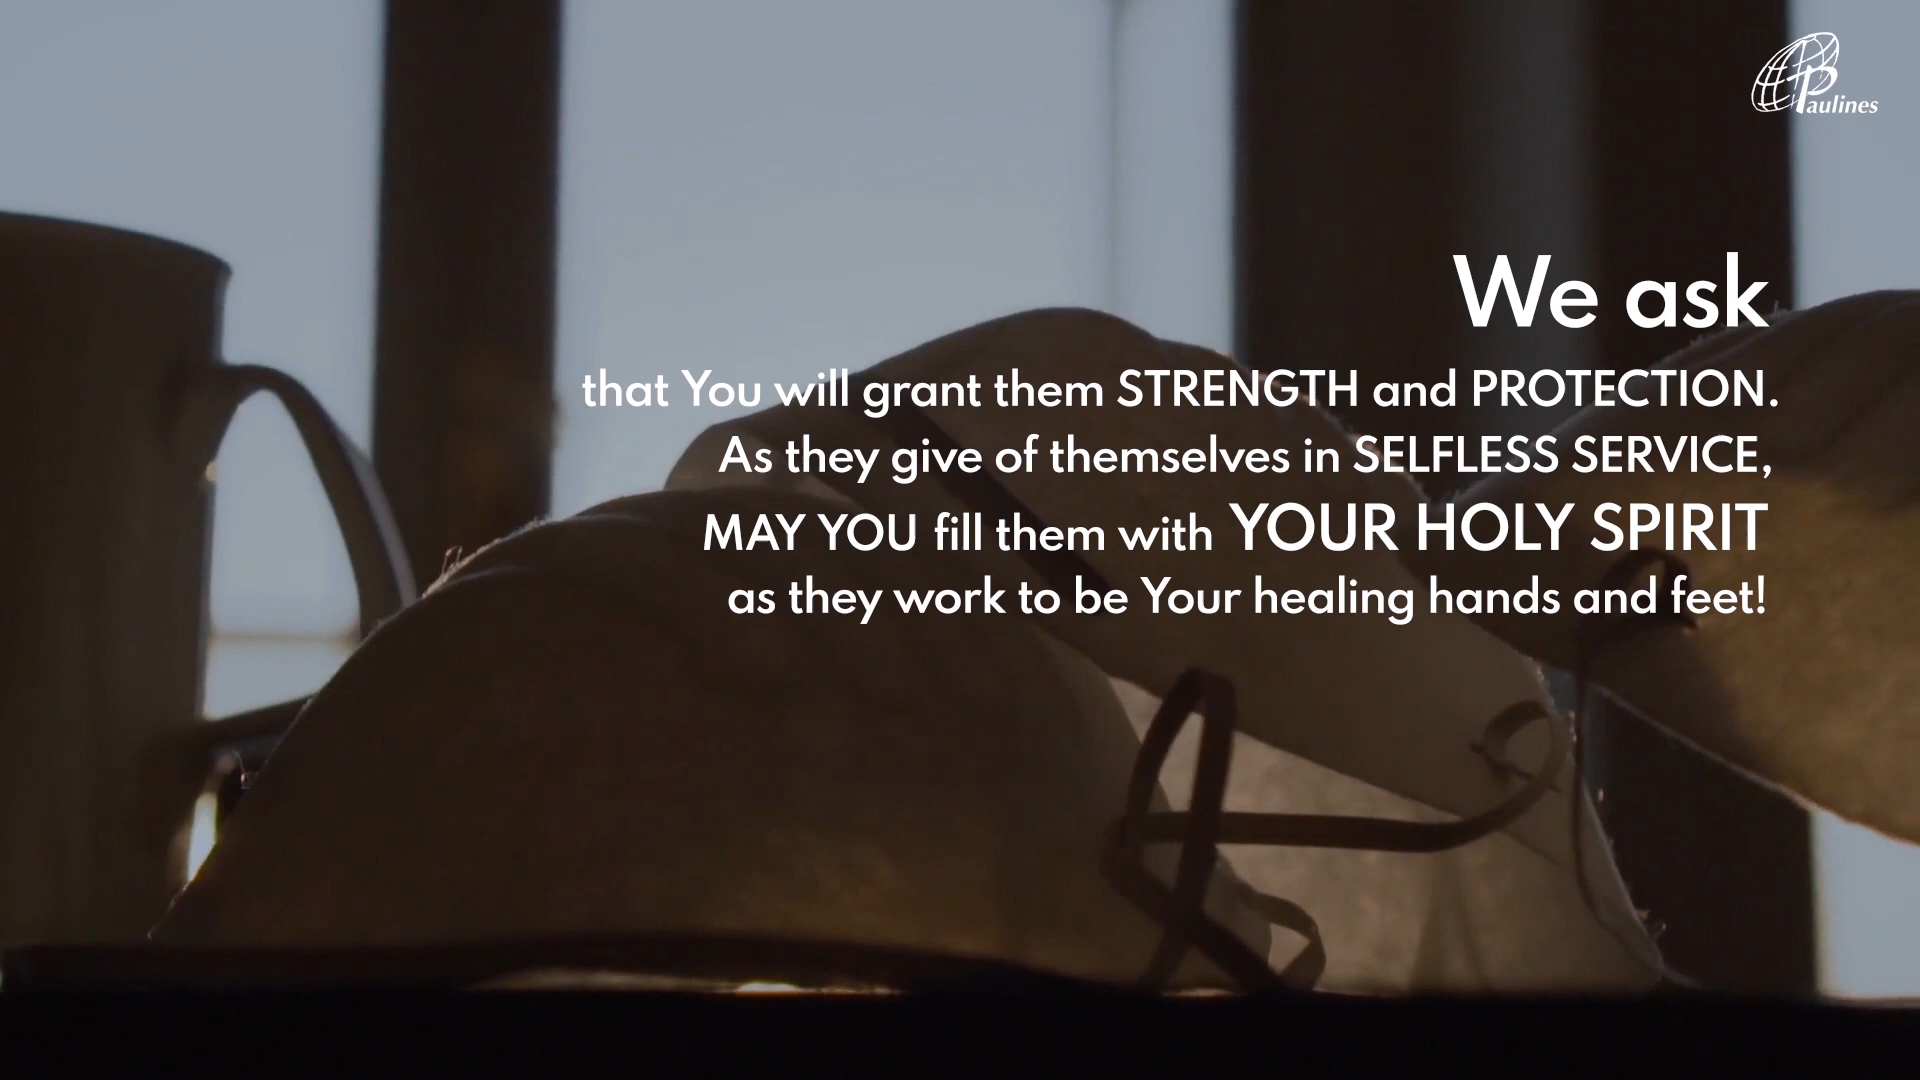 Paulines
We ask
that You will grant them STRENGTH and PROTECTION.
As they give of themselves in SELFLESS SERVICE,
MAY YOU fill them with YOUR HOLY SPIRIT
as they work to be Your healing hands and feet!